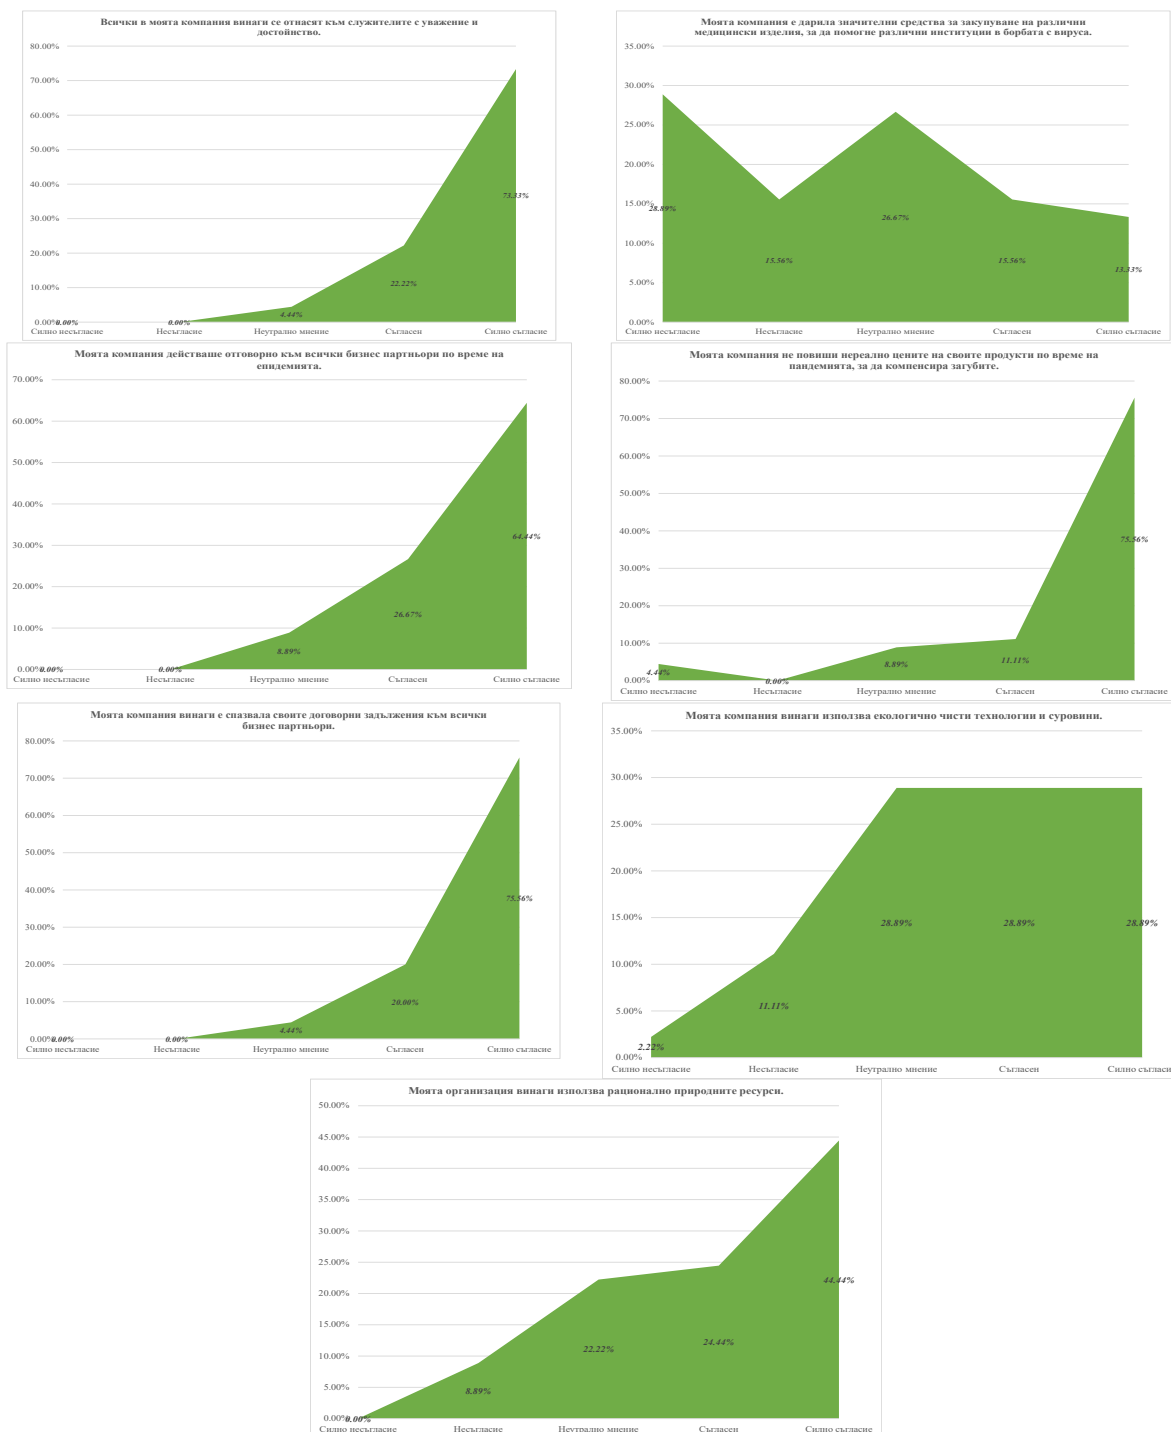 Всички в моята компания винаги се отнасят към служителите с уважение и
достойнство.
80.00%
70.00%
60.00%
50.00%
40.00%
30.00%
20.00%
10.00%
0.00%
0.00%
0.00%
4.44%
22.22%
73.33%
Силно несъгласие
Несъгласие
Неутрално мнение
Съгласен
Силно съгласие
Моята компания е дарила значителни средства за закупуване на различни
медицински изделия, за да помогне различни институции в борбата с вируса.
35.00%
30.00%
25.00%
20.00%
15.00%
10.00%
5.00%
0.00%
28.89%
15.56%
26.67%
15.56%
13.33%
Силно несъгласие
Несъгласие
Неутрално мнение
Съгласен
Силно съгласие
Моята компания действаше отговорно към всички бизнес партньори по време на
епидемията.
70.00%
60.00%
50.00%
40.00%
30.00%
20.00%
10.00%
0.00%
0.00%
0.00%
8.89%
26.67%
64.44%
Силно несъгласие
Несъгласие
Неутрално мнение
Съгласен
Силно съгласие
Моята компания не повиши нереално цените на своите продукти по време на
пандемията, за да компенсира загубите.
80.00%
70.00%
60.00%
50.00%
40.00%
30.00%
20.00%
10.00%
0.00%
4.44%
0.00%
8.89%
11.11%
75.56%
Силно несъгласие
Несъгласие
Неутрално мнение
Съгласен
Силно съгласие
Моята компания винаги е спазвала своите договорни задължения към всички
бизнес партньори.
80.00%
70.00%
60.00%
50.00%
40.00%
30.00%
20.00%
10.00%
0.00%
0.00%
0.00%
4.44%
20.00%
75.56%
Силно несъгласие
Несъгласие
Неутрално мнение
Съгласен
Силно съгласие
Моята компания винаги използва екологично чисти технологии и суровини.
35.00%
30.00%
25.00%
20.00%
15.00%
10.00%
5.00%
0.00%
2.22%
11.11%
28.89%
28.89%
28.89%
Силно несъгласие
Несъгласие
Неутрално мнение
Съгласен
Силно съгласие
Моята организация винаги използва рационално природните ресурси.
50.00%
45.00%
40.00%
35.00%
30.00%
25.00%
20.00%
15.00%
10.00%
5.00%
0.00%
0.00%
8.89%
22.22%
24.44%
44.44%
Силно несъгласие
Несъгласие
Неутрално мнение
Съгласен
Силно съгласие